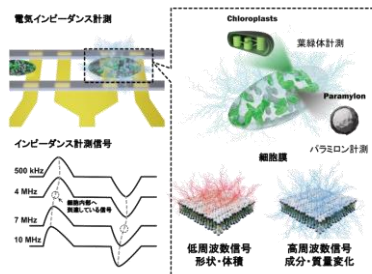 電気インピーダンス計測
Chloroplasts
葉緑体計測
Paramylon
パラミロン計測
細胞膜
インピーダンス計測信号
500 kHz
4 MHz
細胞内部へ
到達している信号
7 MHz
10 MHz
低周波数信号
形状・体積
高周波数信号
成分・質量変化